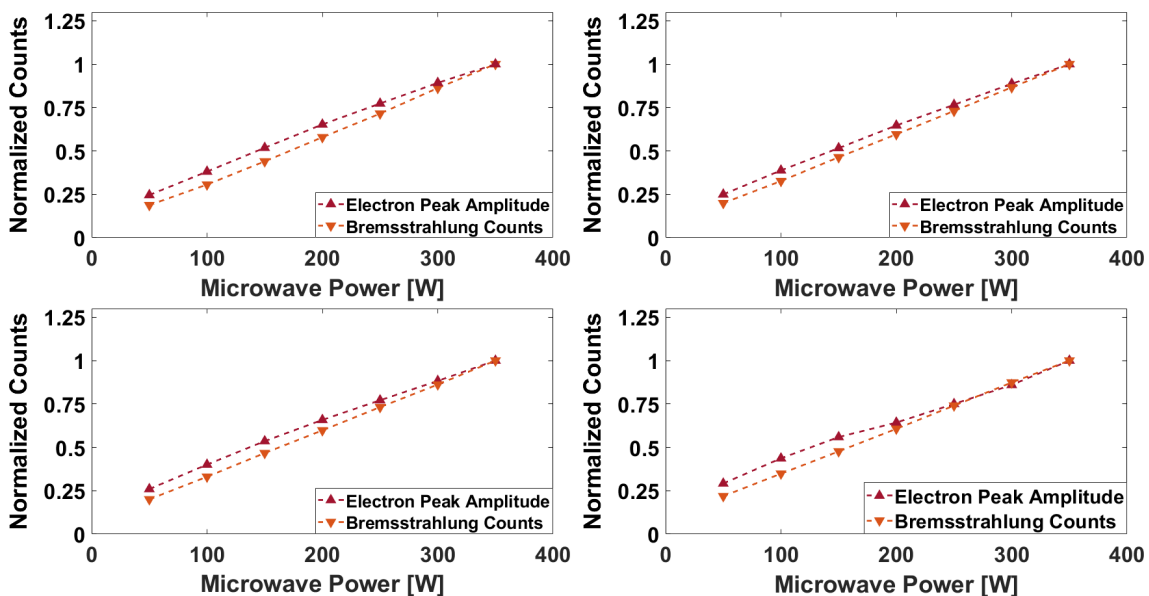 Normalized Counts
1.25
1
0.75
0.5
0.25
0
Electron Peak Amplitude
Bremsstrahlung Counts
0 100 200 300 400
Microwave Power [W]
Normalized Counts
1.25
1
0.75
0.5
0.25
0
Electron Peak Amplitude
Bremsstrahlung Counts
0 100 200 300 400
Microwave Power [W]
Normalized Counts
1.25
1
0.75
0.5
0.25
0
Electron Peak Amplitude
Bremsstrahlung Counts
0 100 200 300 400
Microwave Power [W]
Normalized Counts
1.25
1
0.75
0.5
0.25
0
Electron Peak Amplitude
Bremsstrahlung Counts
0 100 200 300 400
Microwave Power [W]